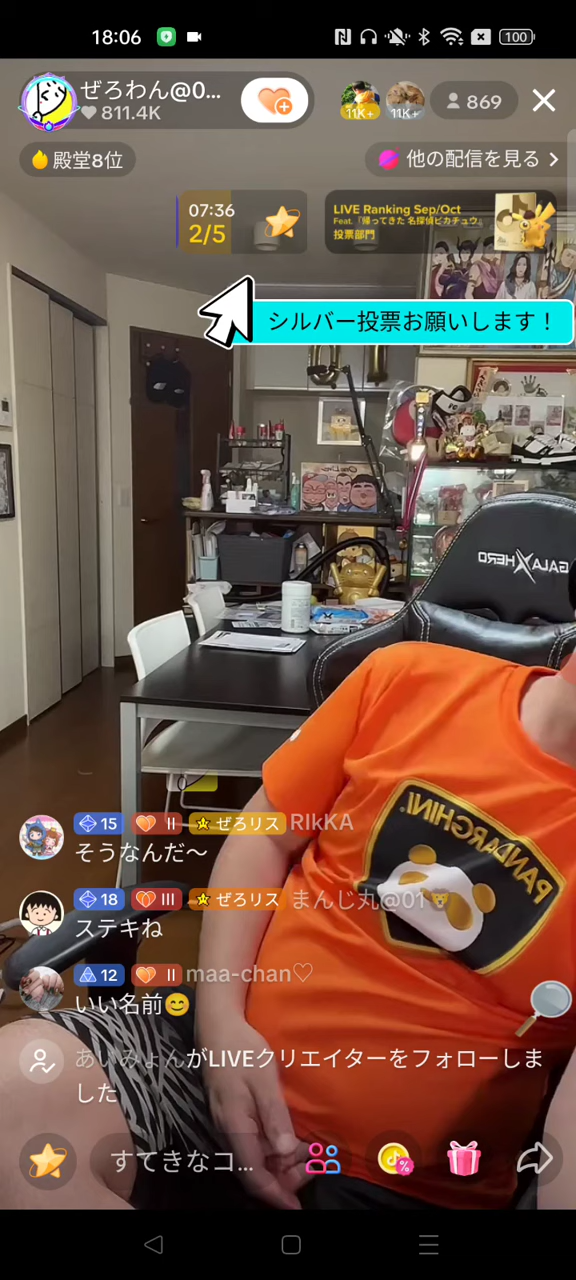 18:06
100
ぜろわん@0...
811.4K
11K+
11K+
869
殿堂8位
他の配信を見る
07:36
2/5
LIVE Ranking Sep/Oct
Feat.『帰ってきた 名探偵ピカチュウ』
投票部門
シルバー投票お願いします！
GALAXHERO
PANDARGHINI
15 II ぜろリス RIkKA
そうなんだ〜
18 III ぜろリス まんじ丸@01
ステキね
12 II maa-chan♡
いい名前😊
あいみょんがLIVEクリエイターをフォローしま
した
すてきなコ...